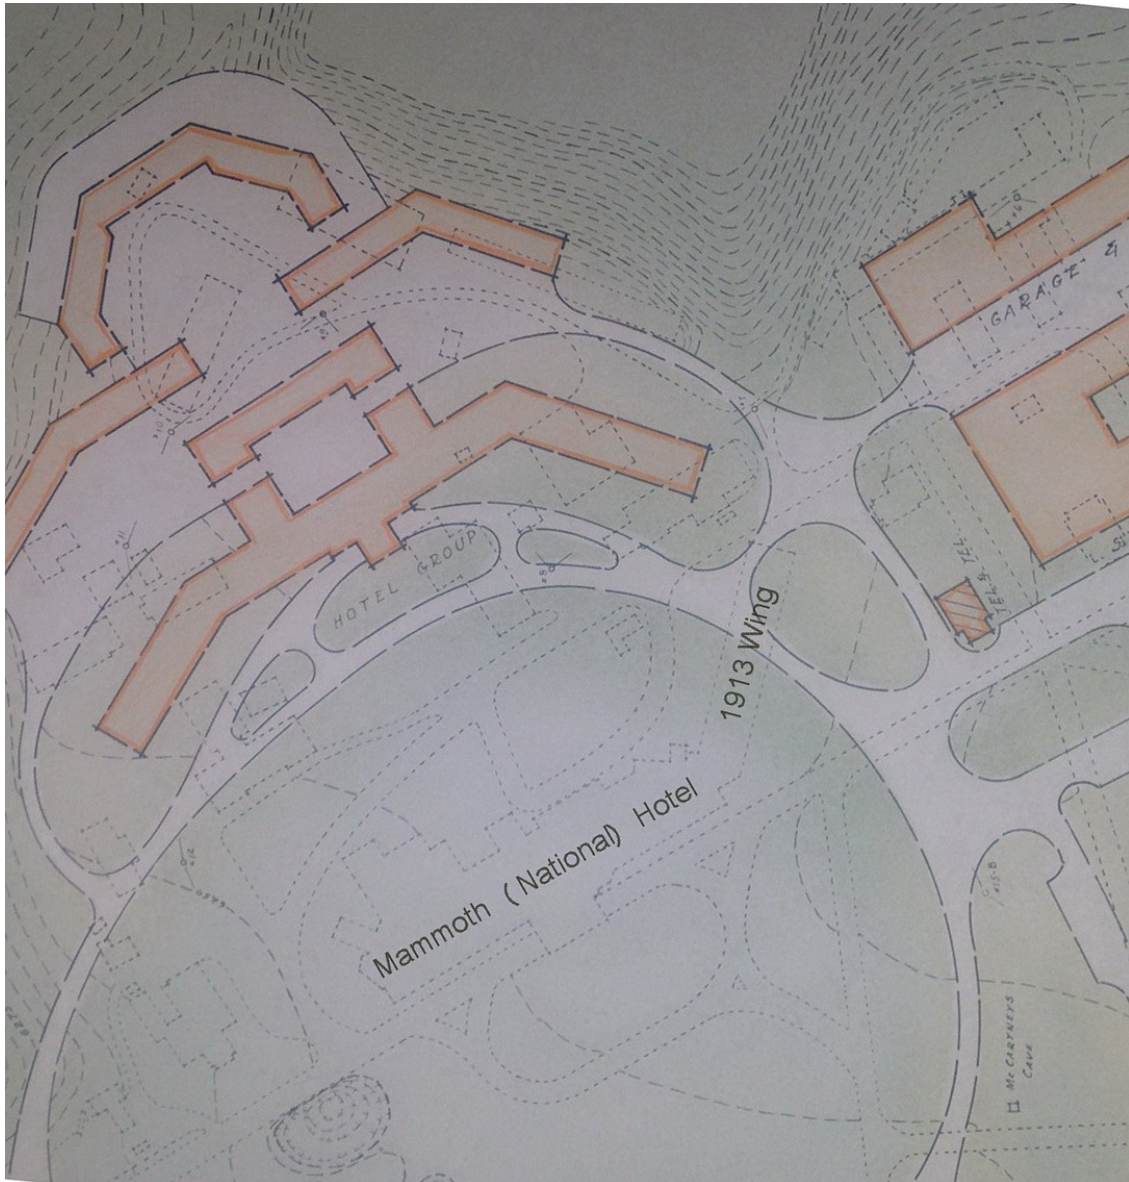 GARAGE &
TEL & TEL
HOTEL GROUP
1913 Wing
Mammoth (National) Hotel
McCARTNEYS
CAVE